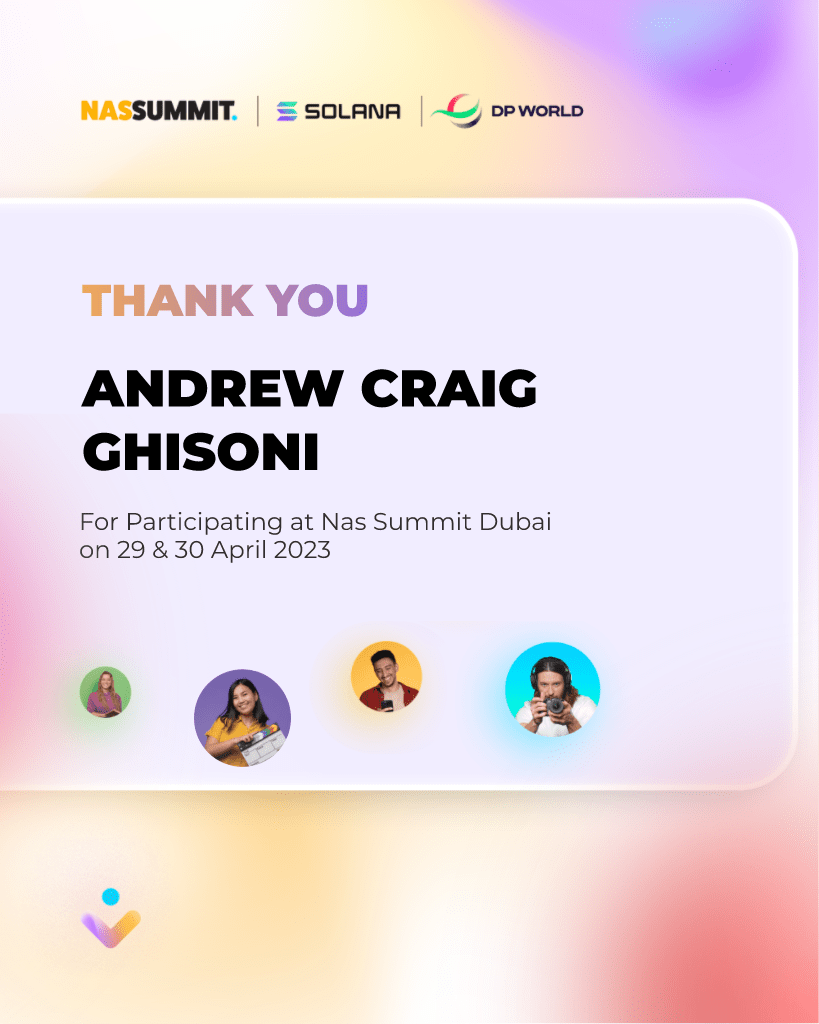 NASSUMMIT. SOLANA DP WORLD
THANK YOU
ANDREW CRAIG
GHISONI
For Participating at Nas Summit Dubai
on 29 & 30 April 2023